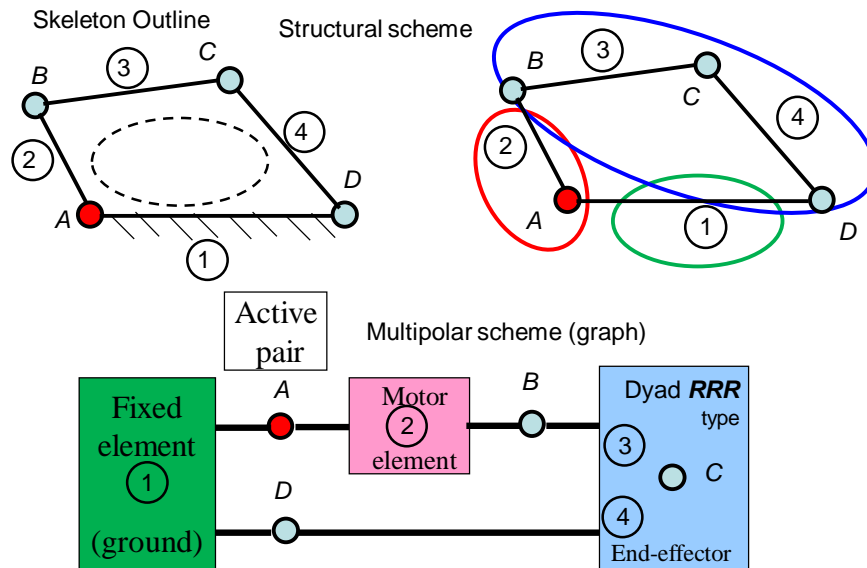 Skeleton Outline
Structural scheme
B
3
C
2
4
A
D
1
B
3
C
2
4
A
1
D
Active
pair
Multipolar scheme (graph)
A
B
Fixed
element
1
(ground)
Motor
2
element
Dyad RRR
type
3
C
D
4
End-effector